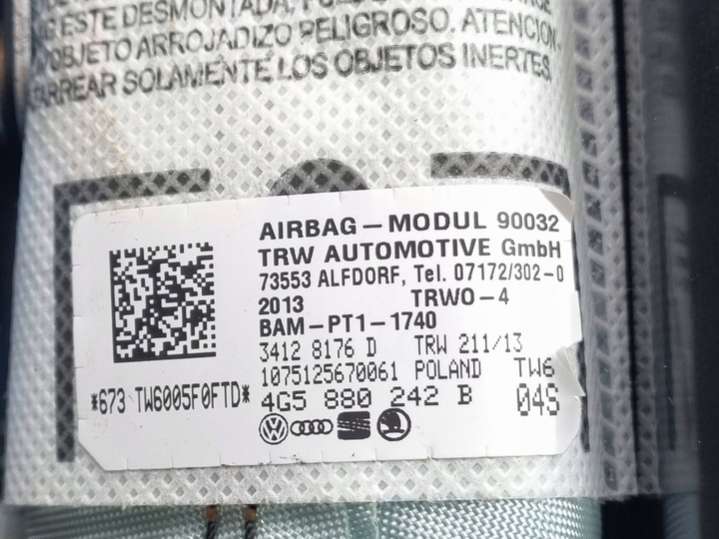 ESTE DESMONTADA,
OBJETO ARROJADIZO PELIGROSO. ATENCION
SOLAMENTE LOS OBJETOS INERTES.
AIRBAG-MODUL 90032
TRW AUTOMOTIVE GmbH
73553 ALFDORF, Tel. 07172/302-0
2013 TRWO-4
BAM-PT1-1740
3412 8176 D TRW 211/13
1075125670061 POLAND TW6
*673 TW6005F0FTD* 4G5 880 242 B 04S